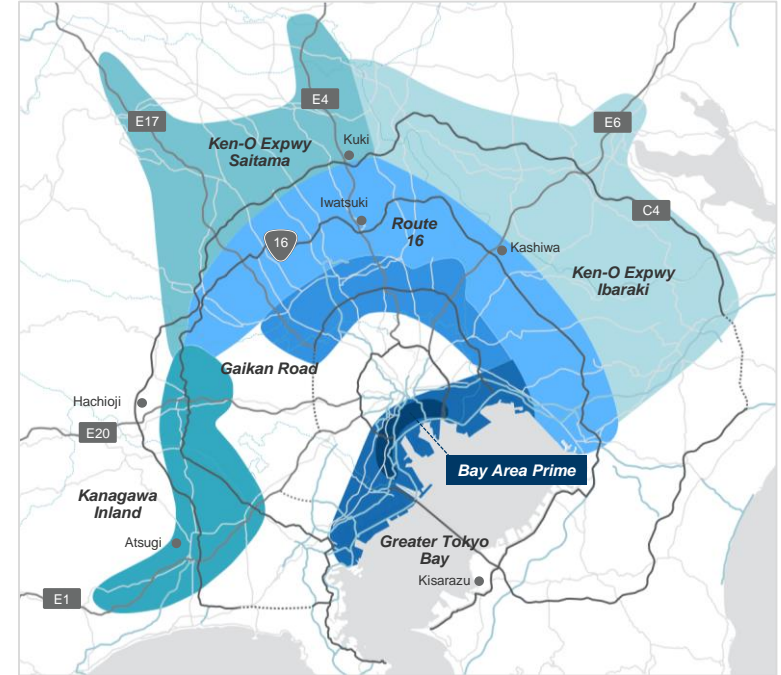 E4
E17
E6
Ken-O Expwy
Saitama
Kuki
Iwatsuki
Route
16
C4
16
Kashiwa
Ken-O Expwy
Ibaraki
Gaikan Road
Hachioji
E20
Bay Area Prime
Kanagawa
Inland
Atsugi
Greater Tokyo
Bay
Kisarazu
E1